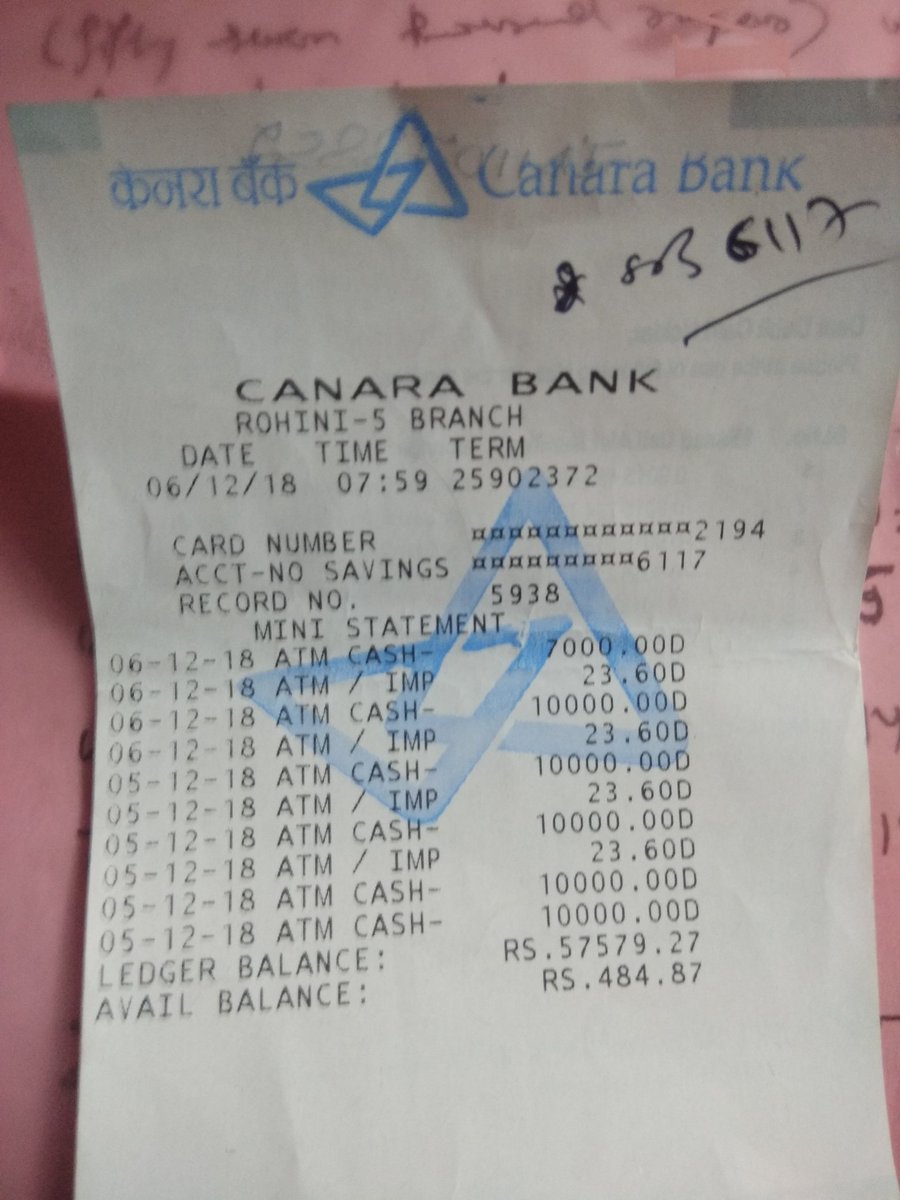 (fifty seven thousand rupees)
केनरा बैंक Canara Bank
6117
CANARA BANK
ROHINI-5 BRANCH
DATE TIME TERM
06/12/18 07:59 25902372
CARD NUMBER ¤¤¤¤¤¤¤¤¤¤¤¤2194
ACCT-NO SAVINGS ¤¤¤¤¤¤¤¤¤6117
RECORD NO. 5938
MINI STATEMENT
06-12-18 ATM CASH- 7000.00D
06-12-18 ATM / IMP 23.60D
06-12-18 ATM CASH- 10000.00D
06-12-18 ATM / IMP 23.60D
05-12-18 ATM CASH- 10000.00D
05-12-18 ATM / IMP 23.60D
05-12-18 ATM CASH- 10000.00D
05-12-18 ATM / IMP 23.60D
05-12-18 ATM CASH- 10000.00D
05-12-18 ATM CASH- 10000.00D
LEDGER BALANCE: RS.57579.27
AVAIL BALANCE: RS.484.87